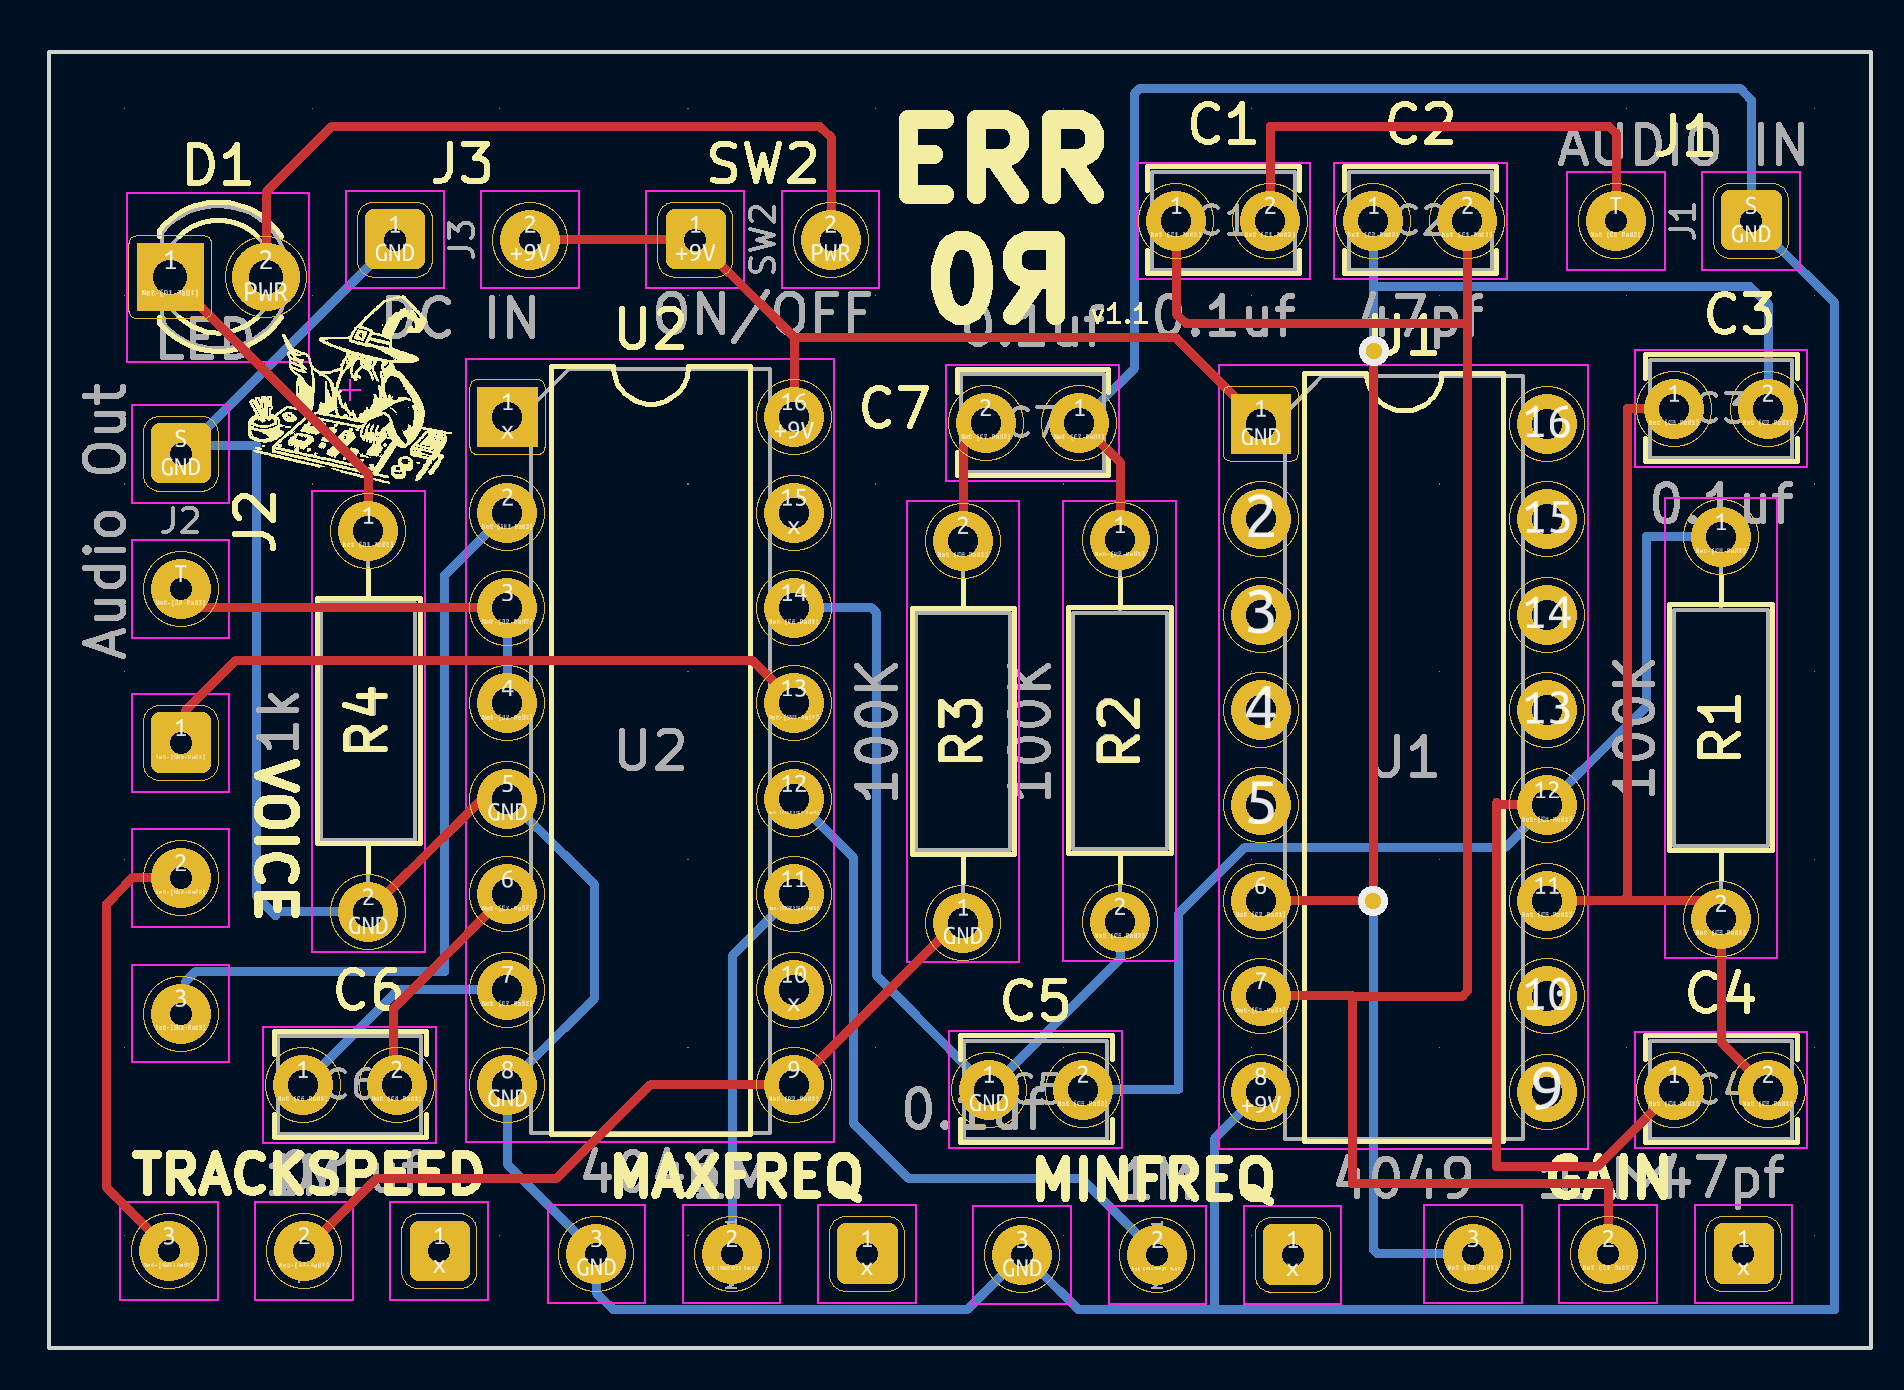 ERR
0Я
v1.1
D1
J3
SW2
C1
C2
AUDIO IN
J1
1
GND
J3
2
+9V
1
+9V
SW2
2
PWR
1
C1
2
1
C2
2
T
J1
S
GND
1
2
PWR
LED
DC IN
ON/OFF
0.1uf
0.1uf
47pf
C3
U2
U1
C7
2
C7
1
1
C3
2
0.1uf
Audio Out
S
GND
J2
J2
T
1
x
2
3
4
5
GND
6
7
8
GND
16
+9V
15
x
14
13
12
11
10
x
9
U2
1
R4
1k
2
GND
VOICE
1
2
3
2
R3
100K
1
GND
1
R2
100K
2
1
GND
2
3
4
5
6
7
8
+9V
16
15
14
13
12
11
10
9
U1
1
R1
100K
2
C6
1
C6
2
C5
1
GND
C5
2
0.1uf
C4
1
C4
2
47pf
TRACKSPEED
4046
MAXFREQ
MINFREQ
4049
GAIN
3
2
1
x
3
GND
2
1
x
3
GND
2
1
x
3
2
1
x